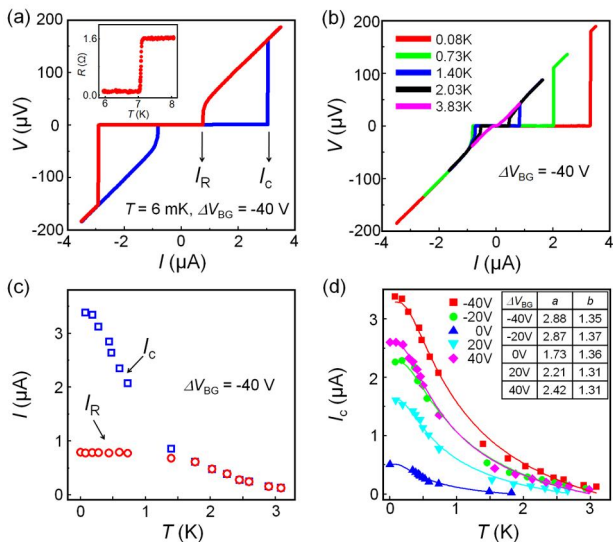 (a)
200
100
0
-100
-200
V (μV)
1.6
0.0
R (Ω)
6 7 8
T (K)
I_R
I_c
T = 6 mK, ΔV_BG = -40 V
-4 -2 0 2 4
I (μA)
(b)
200
100
0
-100
-200
V (μV)
0.08K
0.73K
1.40K
2.03K
3.83K
ΔV_BG = -40 V
-4 -2 0 2 4
I (μA)
(c)
4
3
2
1
0
I (μA)
I_c
I_R
ΔV_BG = -40 V
0 1 2 3
T (K)
(d)
3
2
1
0
I_c (μA)
-40V
-20V
0V
20V
40V
ΔV_BG a b
-40V 2.88 1.35
-20V 2.87 1.37
0V 1.73 1.36
20V 2.21 1.31
40V 2.42 1.31
0 1 2 3
T (K)